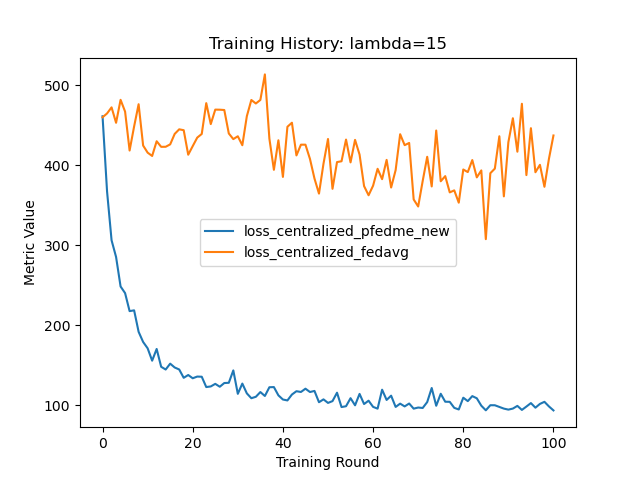 Training History: lambda=15
Metric Value
500
400
300
200
100
loss_centralized_pfedme_new
loss_centralized_fedavg
0
20
40
60
80
100
Training Round